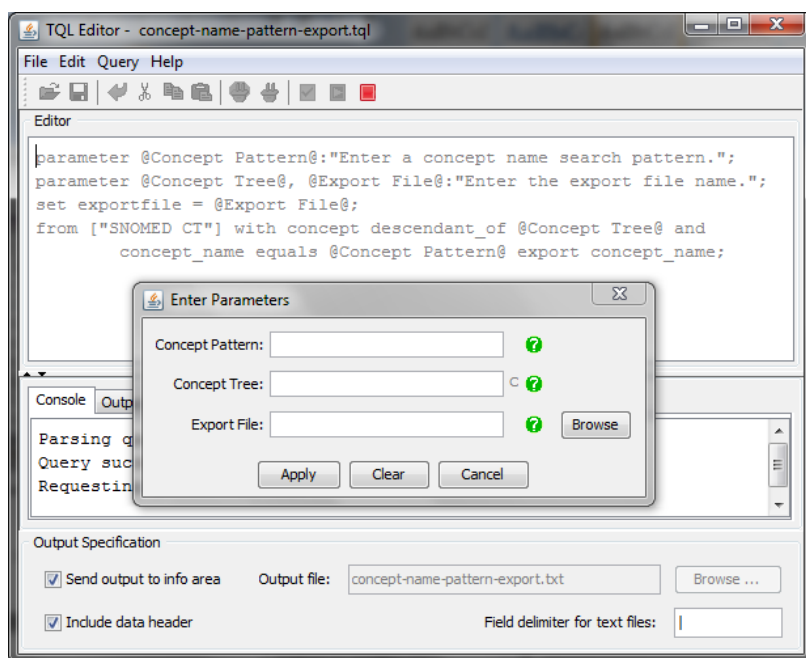 TQL Editor - concept-name-pattern-export.tql
File Edit Query Help
Editor
parameter @Concept Pattern@:"Enter a concept name search pattern.";
parameter @Concept Tree@, @Export File@:"Enter the export file name.";
set exportfile = @Export File@;
from ["SNOMED CT"] with concept descendant_of @Concept Tree@ and
concept_name equals @Concept Pattern@ export concept_name;
Enter Parameters
Concept Pattern: ?
Concept Tree: C ?
Export File: ? Browse
Apply Clear Cancel
Console Outp
Parsing q
Query suc
Requestin
Output Specification
Send output to info area Output file: concept-name-pattern-export.txt Browse ...
Include data header Field delimiter for text files: |